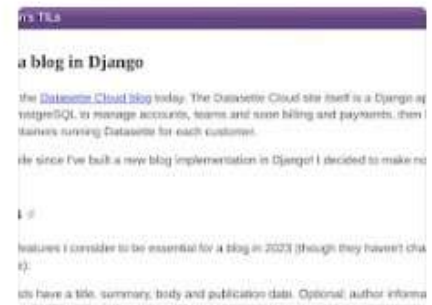 n's TILs
a blog in Django
the Datasette Cloud blog today. The Datasette Cloud site itself is a Django ap
PostgreSQL to manage accounts, teams and soon billing and payments, then l
ntainers running Datasette for each customer.
ile since I've built a new blog implementation in Django! I decided to make no
s #
features I consider to be essential for a blog in 2023 (though they haven't cha
e):
sts have a title, summary, body and publication date. Optional: author informa